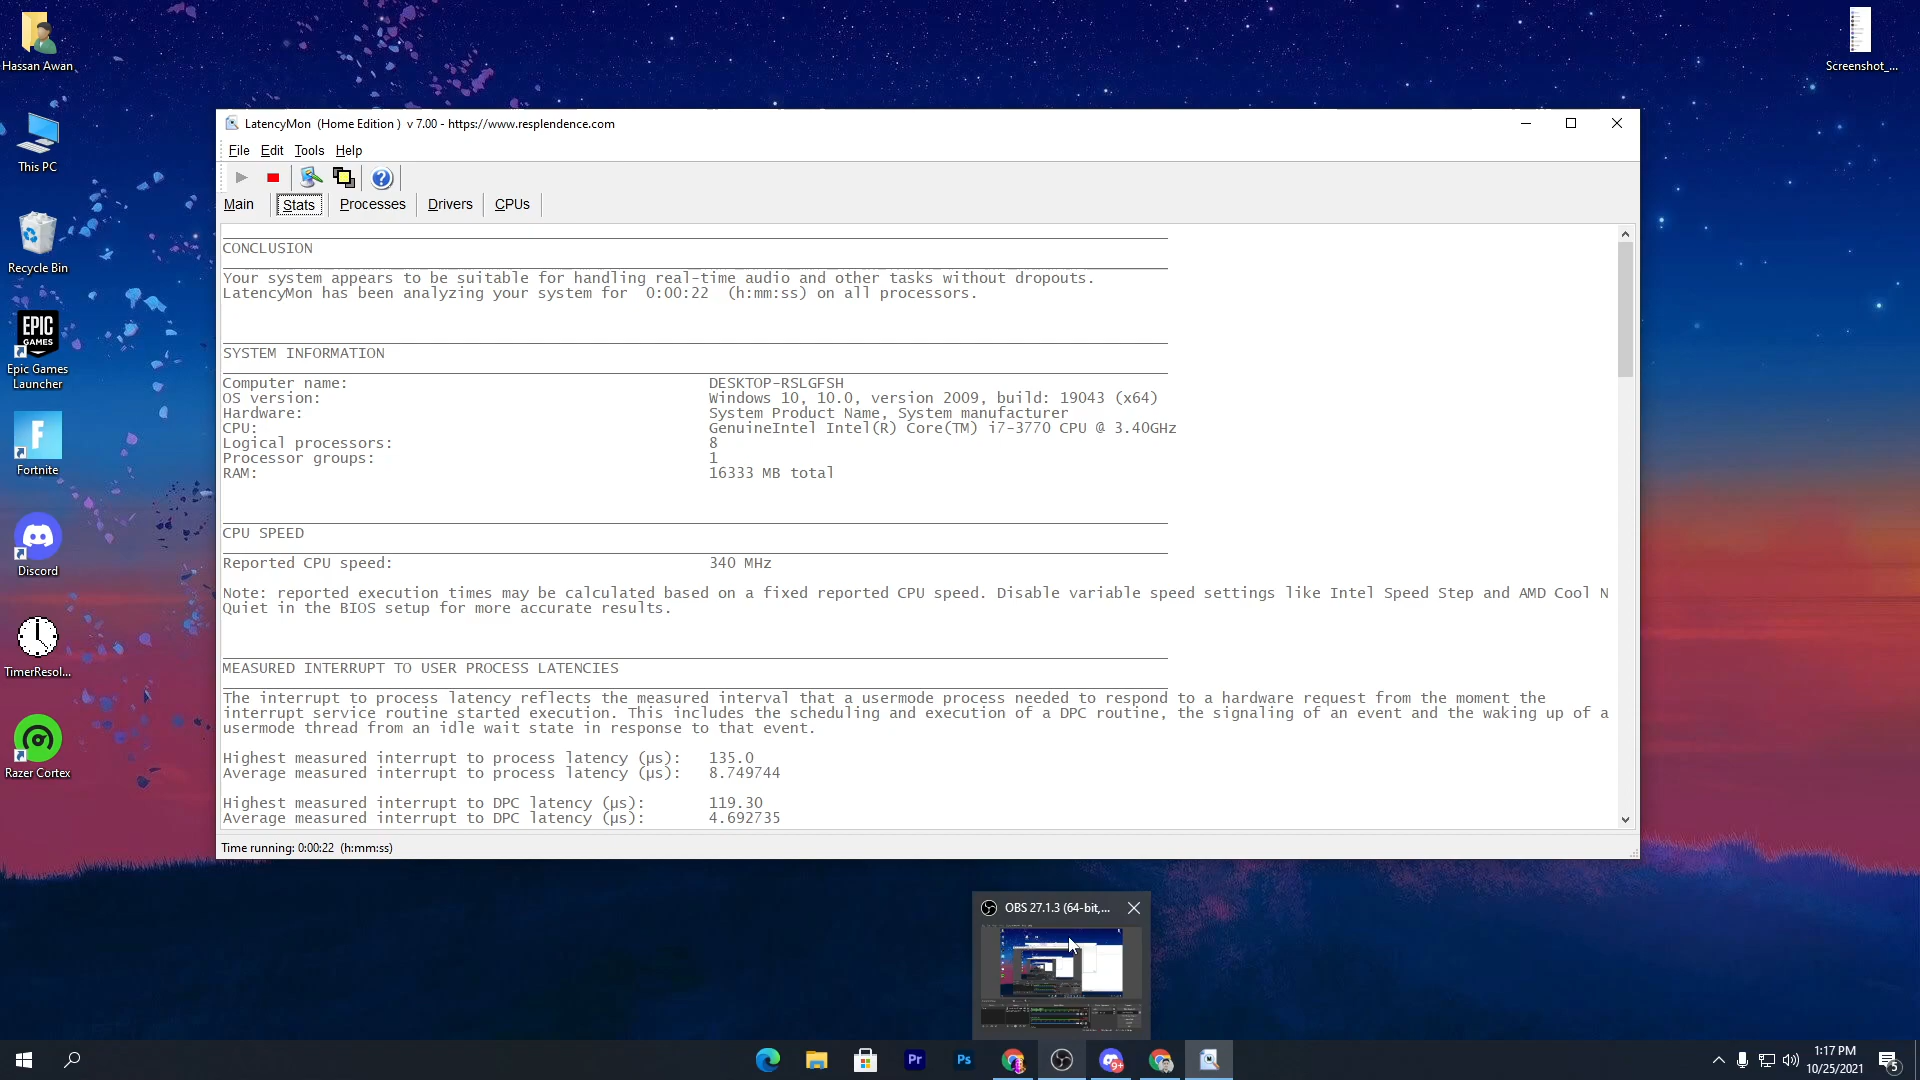 Hassan Awan
This PC
Recycle Bin
EPIC
GAMES
Epic Games
Launcher
Fortnite
Discord
TimerResol...
Razer Cortex
Screenshot_...
LatencyMon (Home Edition ) v 7.00 - https://www.resplendence.com
File Edit Tools Help
Main Stats Processes Drivers CPUs
CONCLUSION
Your system appears to be suitable for handling real-time audio and other tasks without dropouts.
LatencyMon has been analyzing your system for 0:00:22 (h:mm:ss) on all processors.
SYSTEM INFORMATION
Computer name: DESKTOP-RSLGFSH
OS version: Windows 10, 10.0, version 2009, build: 19043 (x64)
Hardware: System Product Name, System manufacturer
CPU: GenuineIntel Intel(R) Core(TM) i7-3770 CPU @ 3.40GHz
Logical processors: 8
Processor groups: 1
RAM: 16333 MB total
CPU SPEED
Reported CPU speed: 340 MHz
Note: reported execution times may be calculated based on a fixed reported CPU speed. Disable variable speed settings like Intel Speed Step and AMD Cool N
Quiet in the BIOS setup for more accurate results.
MEASURED INTERRUPT TO USER PROCESS LATENCIES
The interrupt to process latency reflects the measured interval that a usermode process needed to respond to a hardware request from the moment the
interrupt service routine started execution. This includes the scheduling and execution of a DPC routine, the signaling of an event and the waking up of a
usermode thread from an idle wait state in response to that event.
Highest measured interrupt to process latency (µs): 135.0
Average measured interrupt to process latency (µs): 8.749744
Highest measured interrupt to DPC latency (µs): 119.30
Average measured interrupt to DPC latency (µs): 4.692735
Time running: 0:00:22 (h:mm:ss)
OBS 27.1.3 (64-bit,...
Pr
Ps
9+
1:17 PM
10/25/2021
5